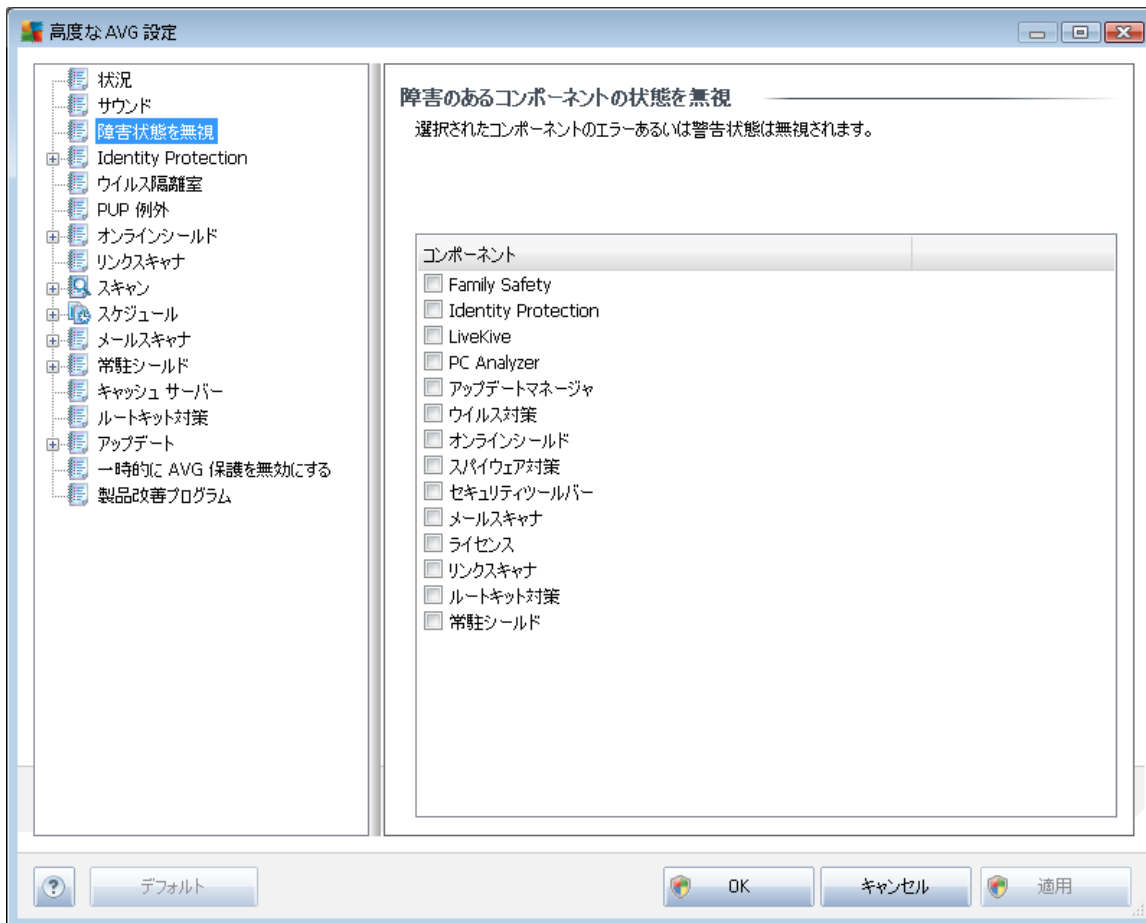 高度な AVG 設定
状況
サウンド
障害状態を無視
Identity Protection
ウイルス隔離室
PUP 例外
オンラインシールド
リンクスキャナ
スキャン
スケジュール
メールスキャナ
常駐シールド
キャッシュ サーバー
ルートキット対策
アップデート
一時的に AVG 保護を無効にする
製品改善プログラム
障害のあるコンポーネントの状態を無視
選択されたコンポーネントのエラーあるいは警告状態は無視されます。
コンポーネント
Family Safety
Identity Protection
LiveKive
PC Analyzer
アップデートマネージャ
ウイルス対策
オンラインシールド
スパイウェア対策
セキュリティツールバー
メールスキャナ
ライセンス
リンクスキャナ
ルートキット対策
常駐シールド
?
デフォルト
OK
キャンセル
適用